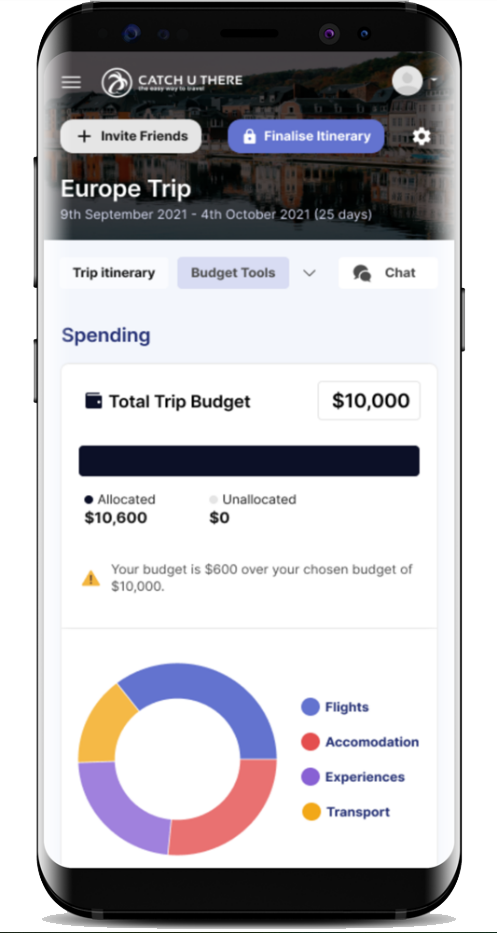 CATCH U THERE
the easy way to travel
+ Invite Friends
Finalise Itinerary
Europe Trip
9th September 2021 - 4th October 2021 (25 days)
Trip itinerary
Budget Tools
Chat
Spending
Total Trip Budget
$10,000
Allocated
Unallocated
$10,600
$0
Your budget is $600 over your chosen budget of
$10,000.
Flights
Accomodation
Experiences
Transport